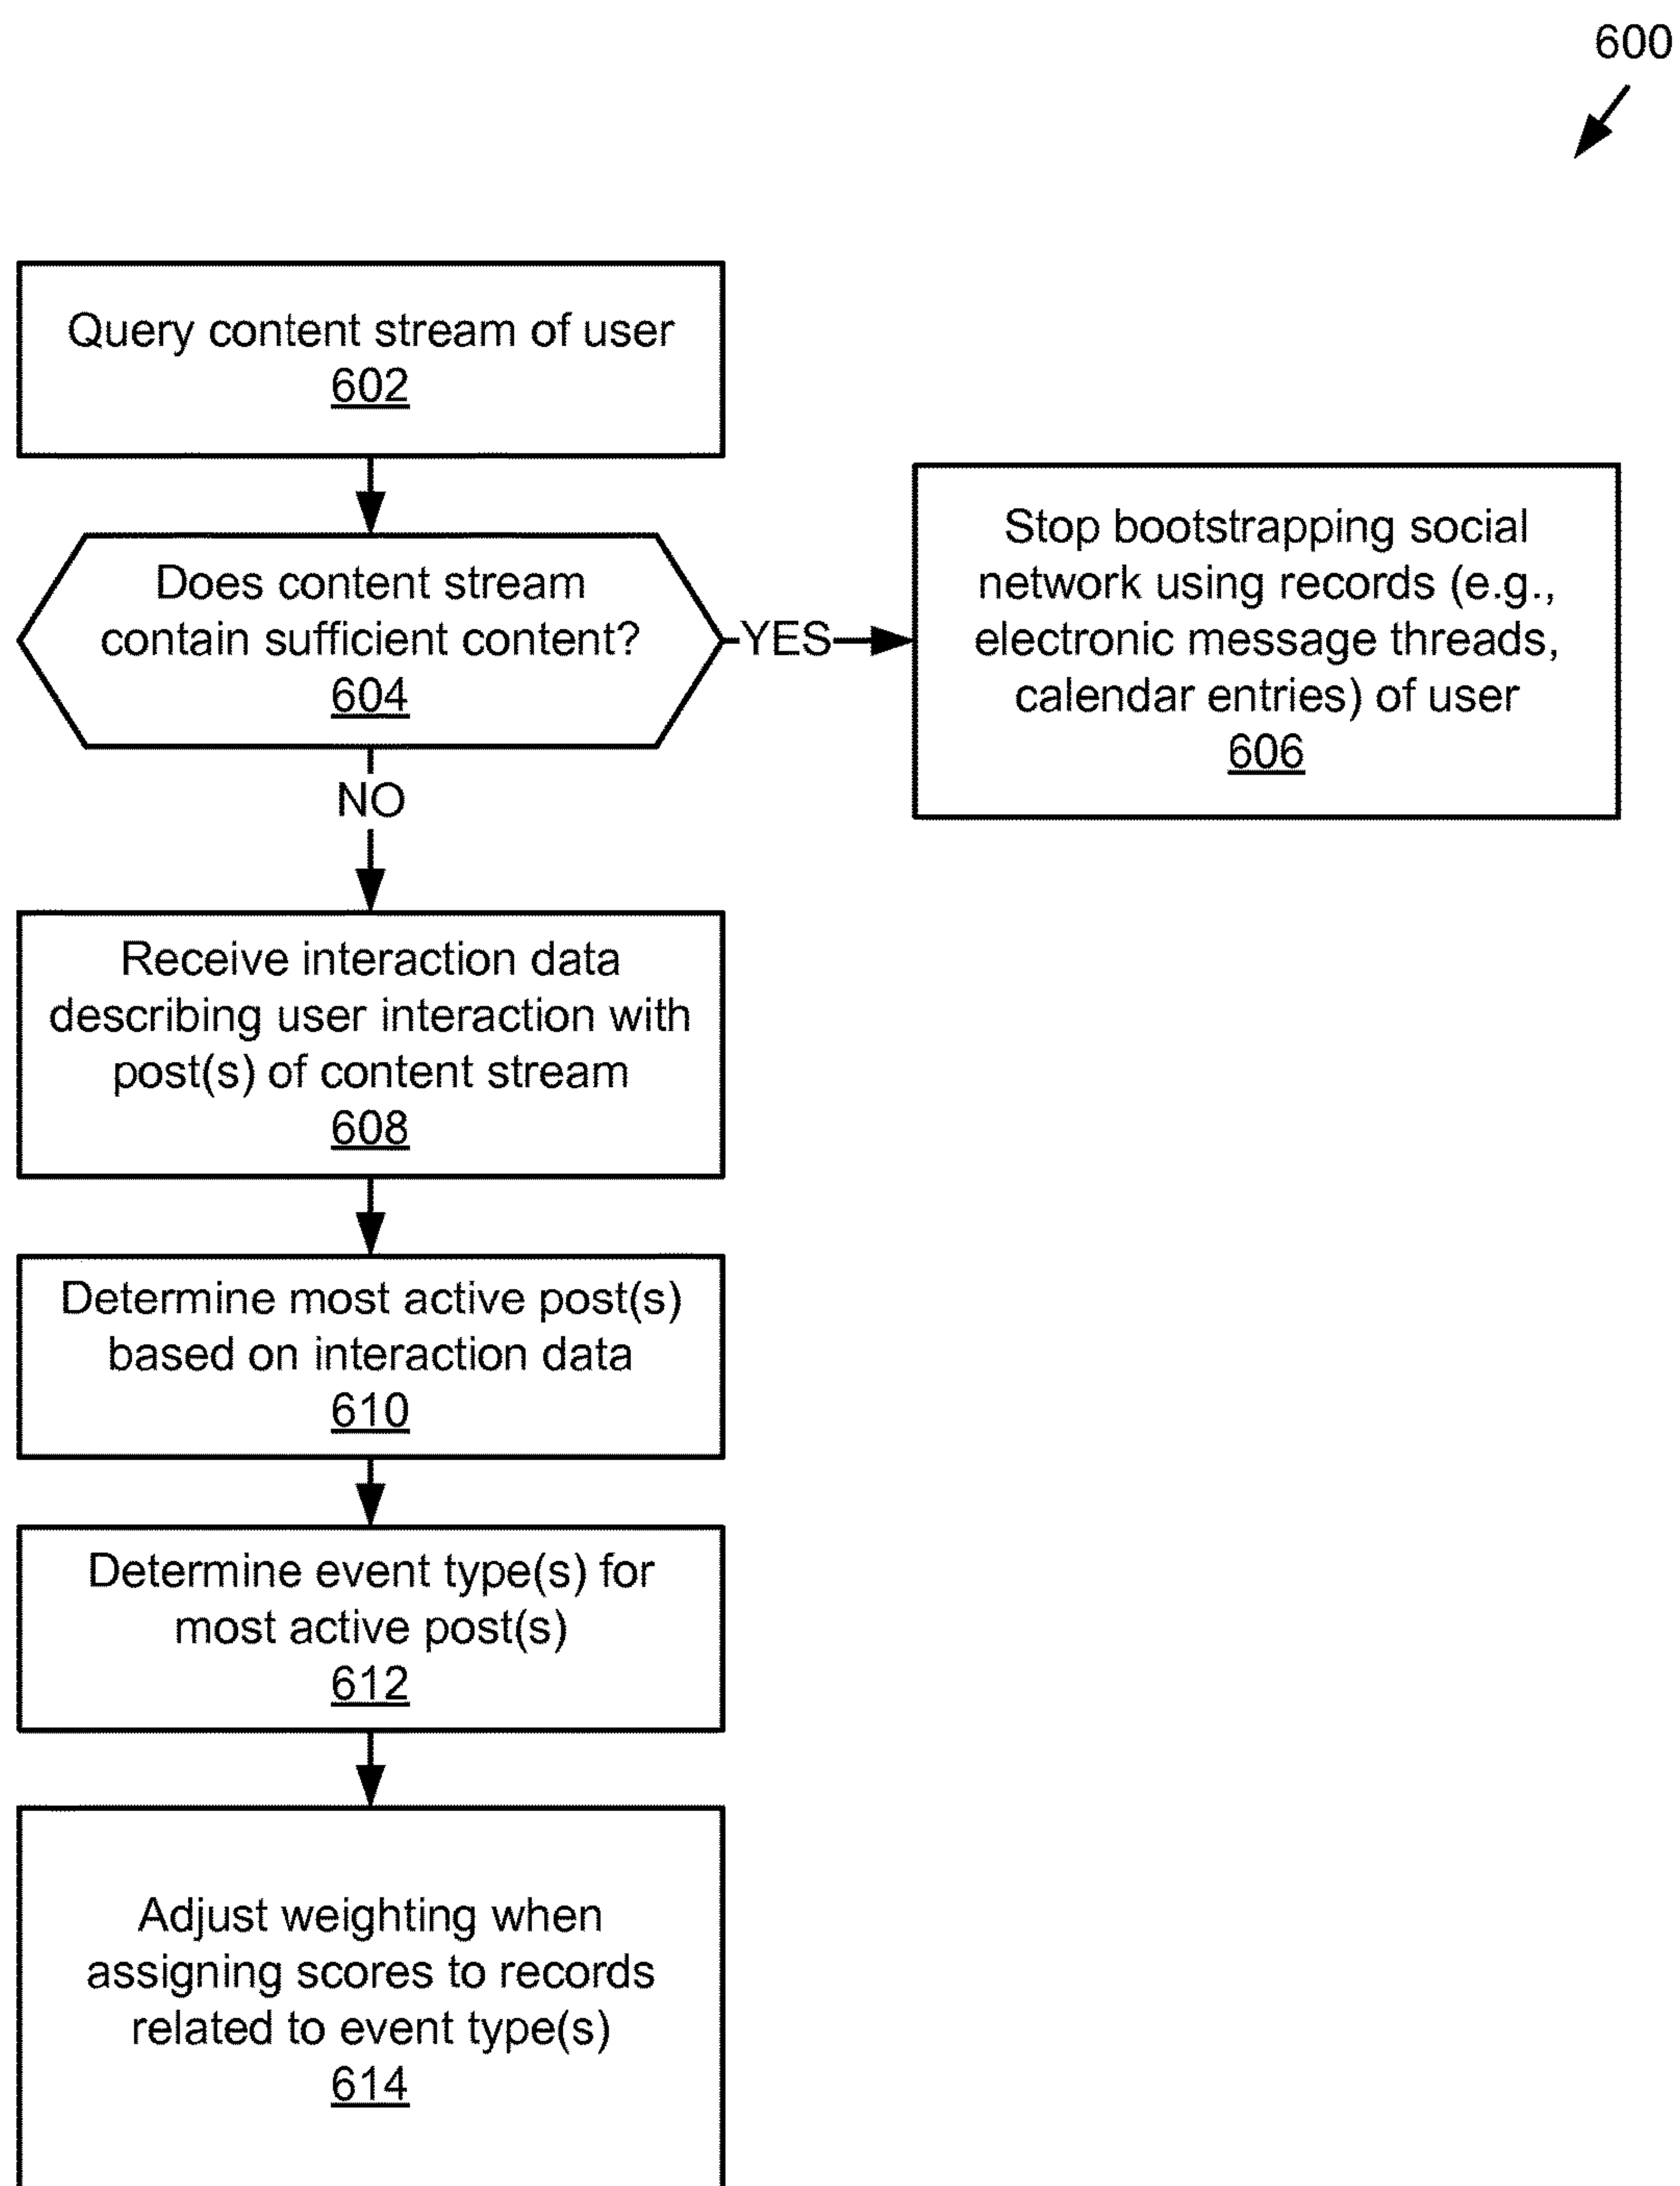 600
Query content stream of user
602
Does content stream
contain sufficient content?
604
YES
Stop bootstrapping social
network using records (e.g.,
electronic message threads,
calendar entries) of user
606
NO
Receive interaction data
describing user interaction with
post(s) of content stream
608
Determine most active post(s)
based on interaction data
610
Determine event type(s) for
most active post(s)
612
Adjust weighting when
assigning scores to records
related to event type(s)
614